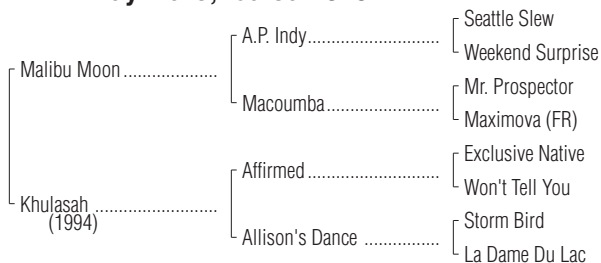 Seattle Slew
A.P. Indy........................................
Weekend Surprise
Malibu Moon ....................
Mr. Prospector
Macoumba..................................
Maximova (FR)
Exclusive Native
Affirmed........................................
Won't Tell You
Khulasah ..........................
(1994)
Storm Bird
Allison's Dance ......................
La Dame Du Lac